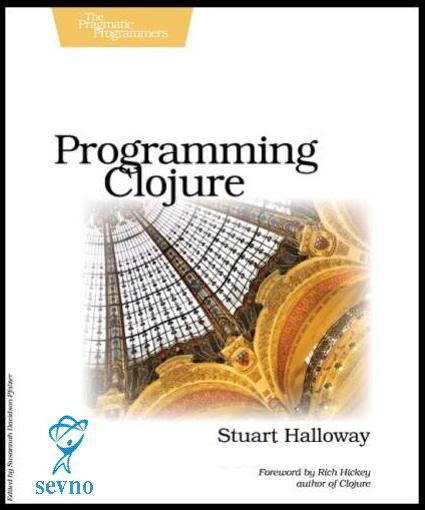 The
Pragmatic
Programmers
Programming
Clojure
Stuart Halloway
Foreword by Rich Hickey
author of Clojure
Edited by Susannah Davidson Pfalzer
sevno